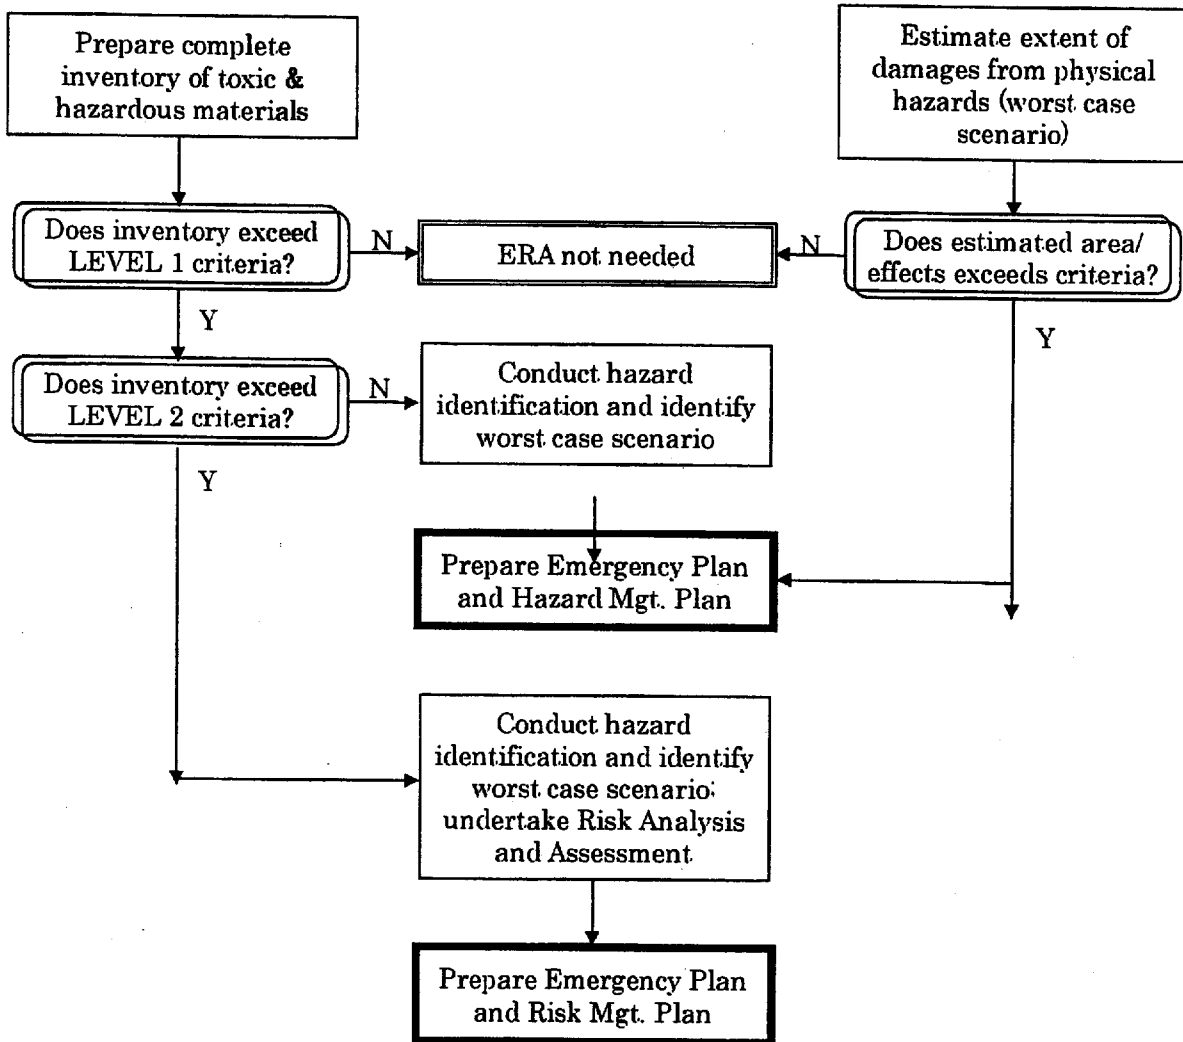 Prepare complete
inventory of toxic &
hazardous materials
Estimate extent of
damages from physical
hazards (worst case
scenario)
Does inventory exceed
LEVEL 1 criteria?
N
ERA not needed
N
Does estimated area/
effects exceeds criteria?
Y
Y
Does inventory exceed
LEVEL 2 criteria?
N
Conduct hazard
identification and identify
worst case scenario
Y
Prepare Emergency Plan
and Hazard Mgt. Plan
Conduct hazard
identification and identify
worst case scenario;
undertake Risk Analysis
and Assessment
Prepare Emergency Plan
and Risk Mgt. Plan